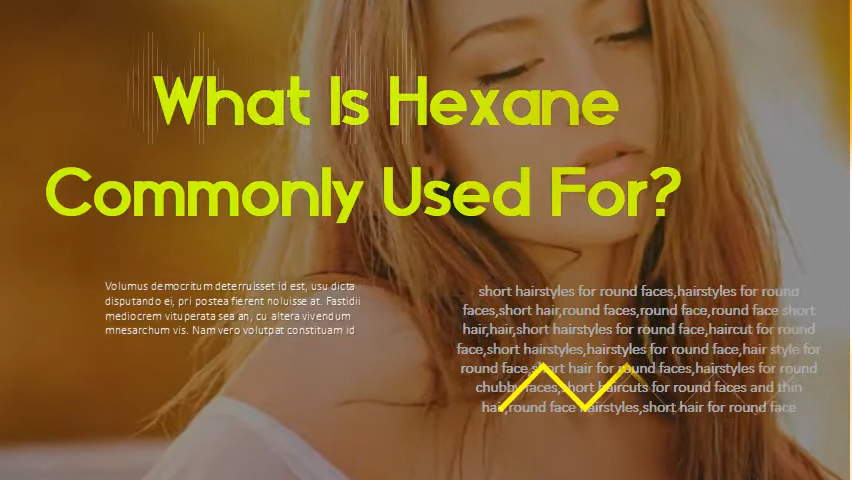 What Is Hexane
Commonly Used For?
Volumus democritum deterruisset id est, usu dicta
disputando ei, pri postea fierent noluisse at. Fastidii
mediocrem vituperata sea an, cu altera vivendum
mnesarchum vis. Nam vero volutpat constituam id
short hairstyles for round faces,hairstyles for round
faces,short hair,round faces,round face,round face short
hair,hair,short hairstyles for round face,haircut for round
face,short hairstyles,hairstyles for round face,hair style for
round face,short hair for round faces,hairstyles for round
chubby faces,short haircuts for round faces and thin
hair,round face hairstyles,short hair for round face